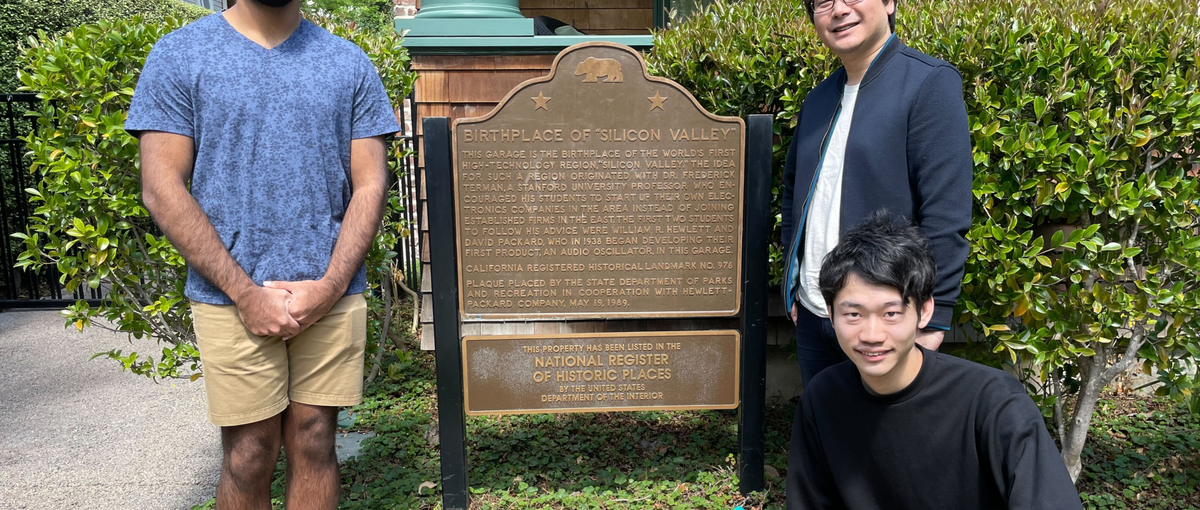 BIRTHPLACE OF "SILICON VALLEY"
THIS GARAGE IS THE BIRTHPLACE OF THE WORLD'S FIRST
HIGH-TECHNOLOGY REGION, "SILICON VALLEY." THE IDEA
FOR SUCH A REGION ORIGINATED WITH DR. FREDERICK
TERMAN, A STANFORD UNIVERSITY PROFESSOR WHO EN-
COURAGED HIS STUDENTS TO START UP THEIR OWN ELEC-
TRONICS COMPANIES IN THE AREA INSTEAD OF JOINING
ESTABLISHED FIRMS IN THE EAST. THE FIRST TWO STUDENTS
TO FOLLOW HIS ADVICE WERE WILLIAM R. HEWLETT AND
DAVID PACKARD, WHO IN 1938 BEGAN DEVELOPING THEIR
FIRST PRODUCT, AN AUDIO OSCILLATOR, IN THIS GARAGE.
CALIFORNIA REGISTERED HISTORICAL LANDMARK NO. 976
PLAQUE PLACED BY THE STATE DEPARTMENT OF PARKS
AND RECREATION IN COOPERATION WITH HEWLETT-
PACKARD COMPANY, MAY 19, 1989.
THIS PROPERTY HAS BEEN LISTED IN THE
NATIONAL REGISTER
OF HISTORIC PLACES
BY THE UNITED STATES
DEPARTMENT OF THE INTERIOR